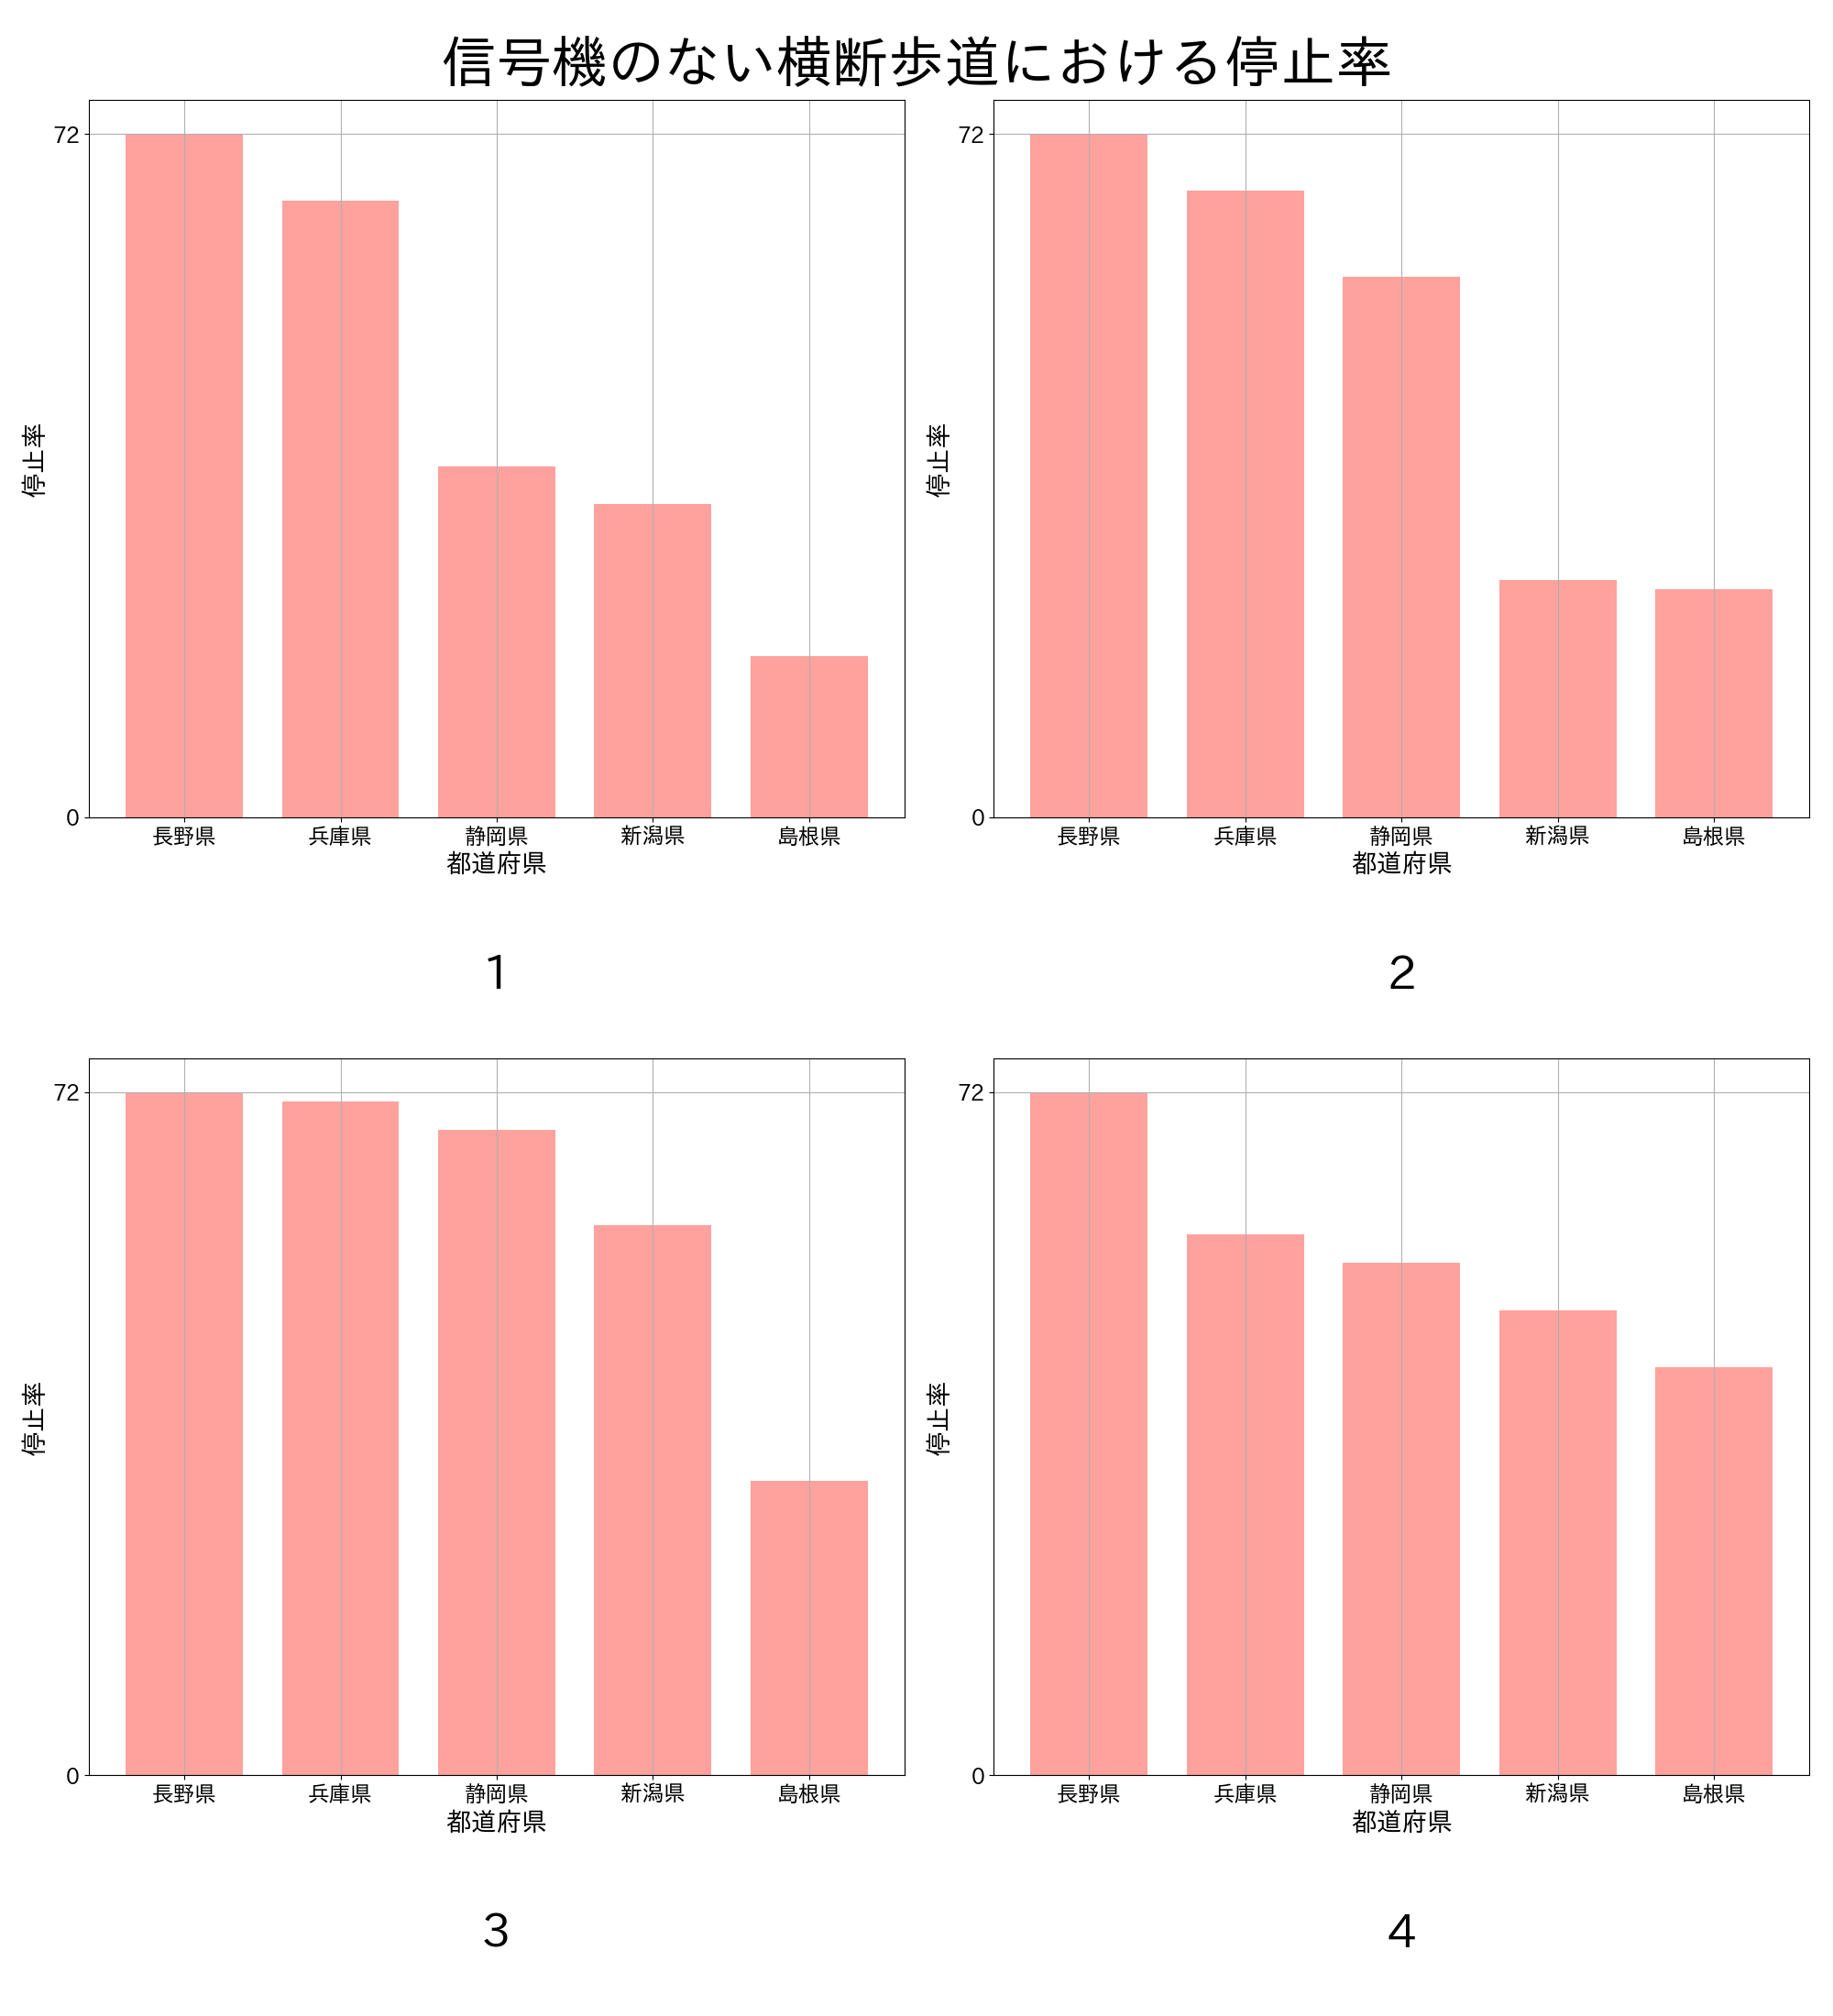 信号機のない横断歩道における停止率
72
停止率
0
長野県 兵庫県 静岡県 新潟県 島根県
都道府県
1
72
停止率
0
長野県 兵庫県 静岡県 新潟県 島根県
都道府県
2
72
停止率
0
長野県 兵庫県 静岡県 新潟県 島根県
都道府県
3
72
停止率
0
長野県 兵庫県 静岡県 新潟県 島根県
都道府県
4